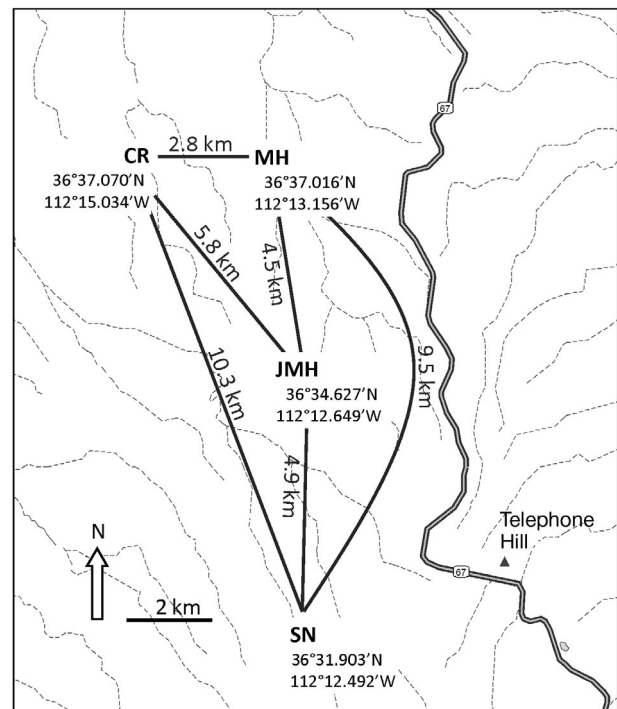 67
2.8 km
CR
MH
36°37.070'N
112°15.034'W
36°37.016'N
112°13.156'W
5.8 km
4.5 km
10.3 km
9.5 km
JMH
36°34.627'N
112°12.649'W
4.9 km
Telephone
Hill
N
67
2 km
SN
36°31.903'N
112°12.492'W